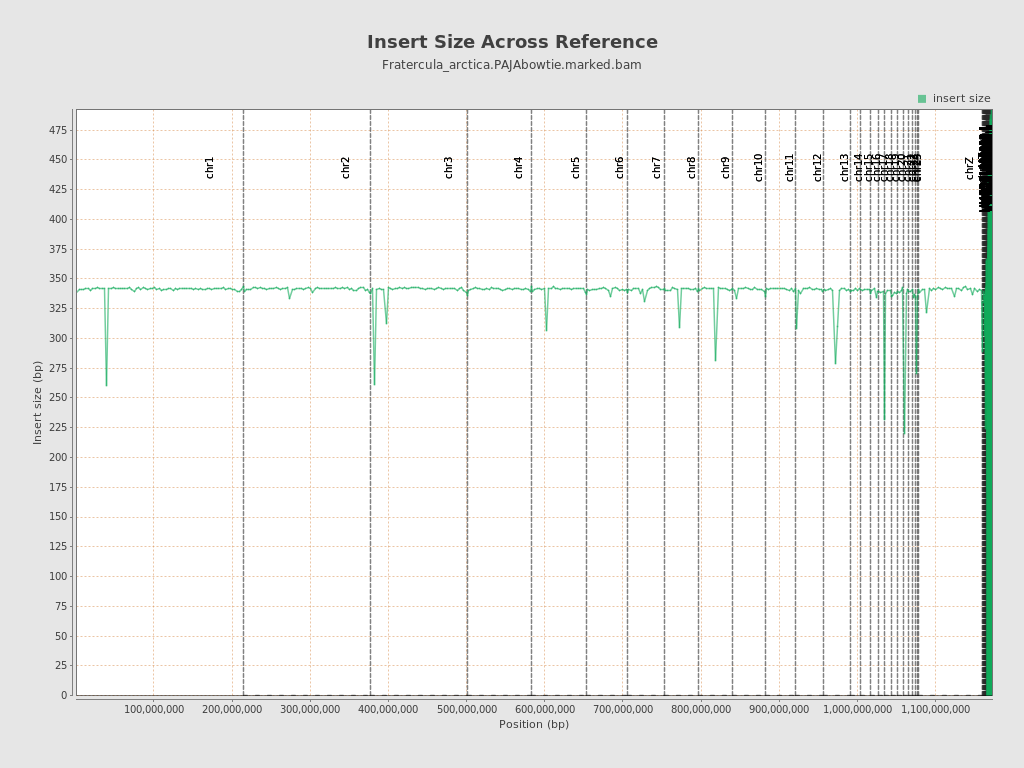 Insert Size Across Reference
Fratercula_arctica.PAJAbowtie.marked.bam
insert size
475
450
425
400
375
350
325
300
275
250
225
200
175
150
125
100
75
50
25
0
Insert size (bp)
chr1
chr2
chr3
chr4
chr5
chr6
chr7
chr8
chr9
chr10
chr11
chr12
chr13
chr14
chr15
chr16
chrZ
100,000,000
200,000,000
300,000,000
400,000,000
500,000,000
600,000,000
700,000,000
800,000,000
900,000,000
1,000,000,000
1,100,000,000
Position (bp)